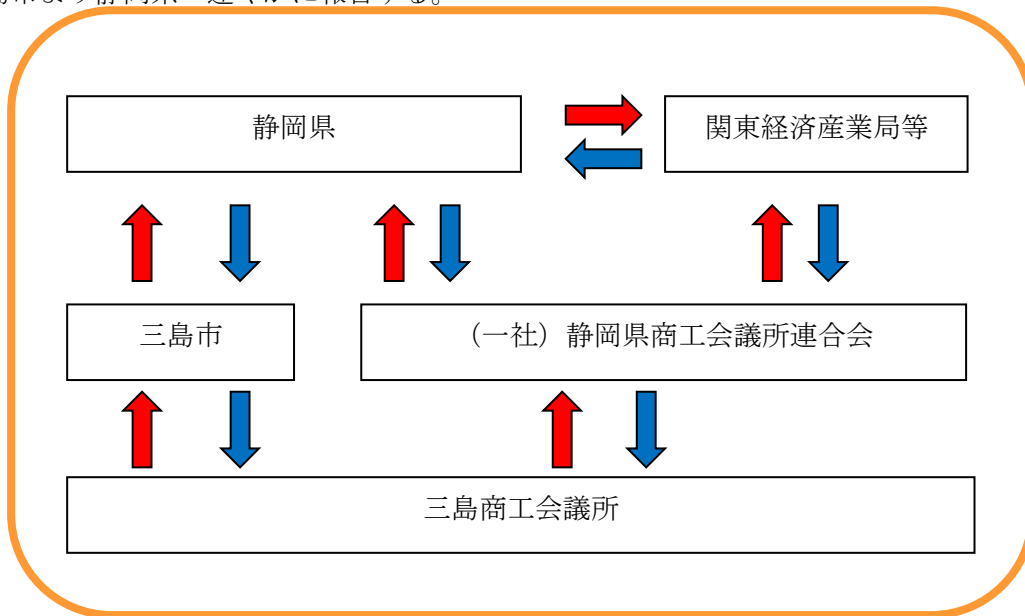 静岡県
関東経済産業局等
三島市
（一社）静岡県商工会議所連合会
三島商工会議所